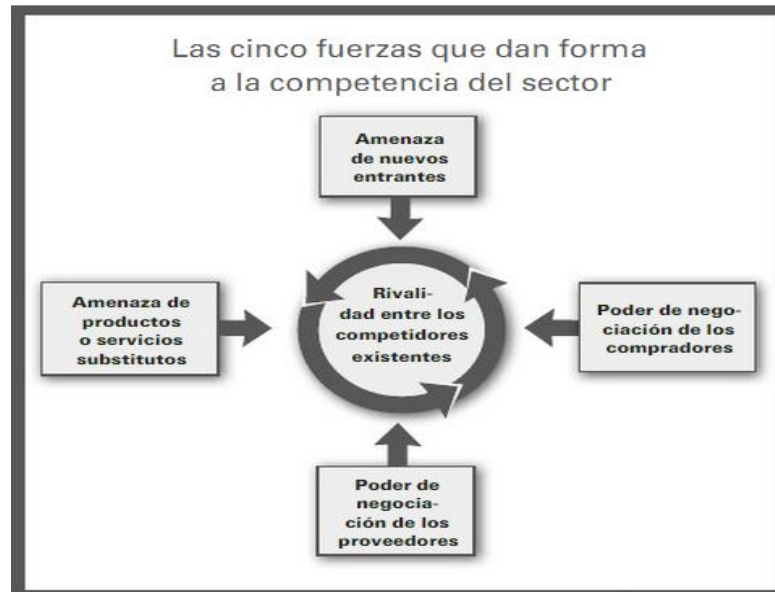 Las cinco fuerzas que dan forma
a la competencia del sector
Amenaza
de nuevos
entrantes
Amenaza de
productos
o servicios
substitutos
Rivali-
dad entre los
competidores
existentes
Poder de nego-
ciación de los
compradores
Poder de
negocia-
ción de los
proveedores